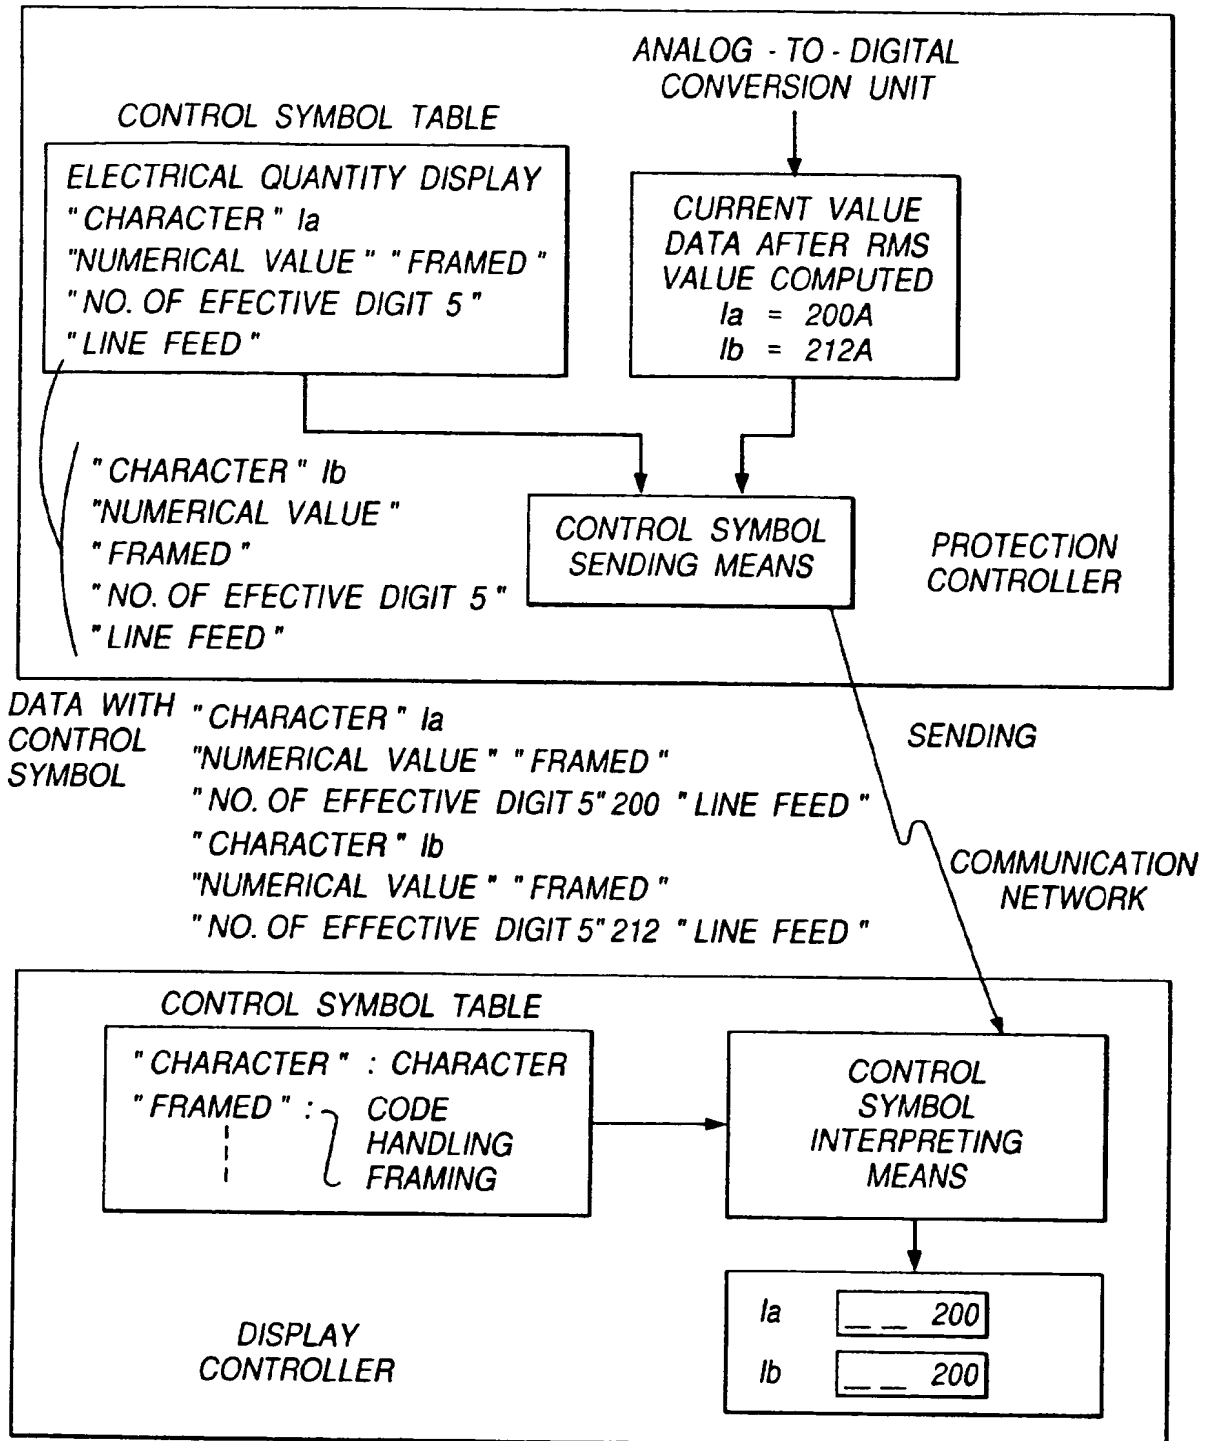 ANALOG - TO - DIGITAL
CONVERSION UNIT
CONTROL SYMBOL TABLE
ELECTRICAL QUANTITY DISPLAY
"CHARACTER" Ia
"NUMERICAL VALUE" "FRAMED"
"NO. OF EFECTIVE DIGIT 5"
"LINE FEED"
CURRENT VALUE
DATA AFTER RMS
VALUE COMPUTED
Ia = 200A
Ib = 212A
"CHARACTER" Ib
"NUMERICAL VALUE"
"FRAMED"
"NO. OF EFECTIVE DIGIT 5"
"LINE FEED"
CONTROL SYMBOL
SENDING MEANS
PROTECTION
CONTROLLER
DATA WITH
CONTROL
SYMBOL
"CHARACTER" Ia
"NUMERICAL VALUE" "FRAMED"
"NO. OF EFFECTIVE DIGIT 5" 200 "LINE FEED"
"CHARACTER" Ib
"NUMERICAL VALUE" "FRAMED"
"NO. OF EFFECTIVE DIGIT 5" 212 "LINE FEED"
SENDING
COMMUNICATION
NETWORK
CONTROL SYMBOL TABLE
"CHARACTER" : CHARACTER
"FRAMED" : CODE
HANDLING
FRAMING
CONTROL
SYMBOL
INTERPRETING
MEANS
DISPLAY
CONTROLLER
Ia _ _ 200
Ib _ _ 200